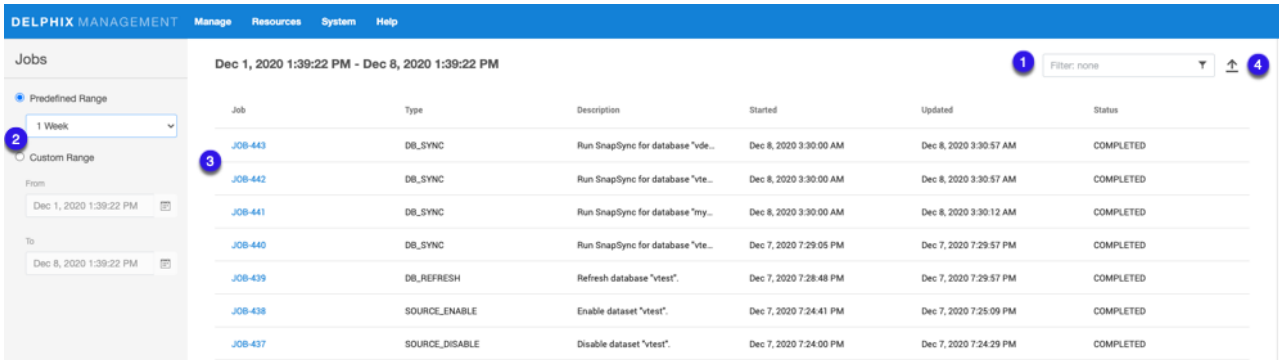 DELPHIX MANAGEMENT Manage Resources System Help
Jobs
Predefined Range
1 Week
2
Custom Range
From
Dec 1, 2020 1:39:22 PM
To
Dec 8, 2020 1:39:22 PM
Dec 1, 2020 1:39:22 PM - Dec 8, 2020 1:39:22 PM
1 Filter: none 4
Job Type Description Started Updated Status
JOB-443 DB_SYNC Run SnapSync for database "vde... Dec 8, 2020 3:30:00 AM Dec 8, 2020 3:30:57 AM COMPLETED
3
JOB-442 DB_SYNC Run SnapSync for database "vte... Dec 8, 2020 3:30:00 AM Dec 8, 2020 3:30:57 AM COMPLETED
JOB-441 DB_SYNC Run SnapSync for database "my... Dec 8, 2020 3:30:00 AM Dec 8, 2020 3:30:12 AM COMPLETED
JOB-440 DB_SYNC Run SnapSync for database "vte... Dec 7, 2020 7:29:05 PM Dec 7, 2020 7:29:57 PM COMPLETED
JOB-439 DB_REFRESH Refresh database "vtest". Dec 7, 2020 7:28:48 PM Dec 7, 2020 7:29:57 PM COMPLETED
JOB-438 SOURCE_ENABLE Enable dataset "vtest". Dec 7, 2020 7:24:41 PM Dec 7, 2020 7:25:09 PM COMPLETED
JOB-437 SOURCE_DISABLE Disable dataset "vtest". Dec 7, 2020 7:24:00 PM Dec 7, 2020 7:24:29 PM COMPLETED